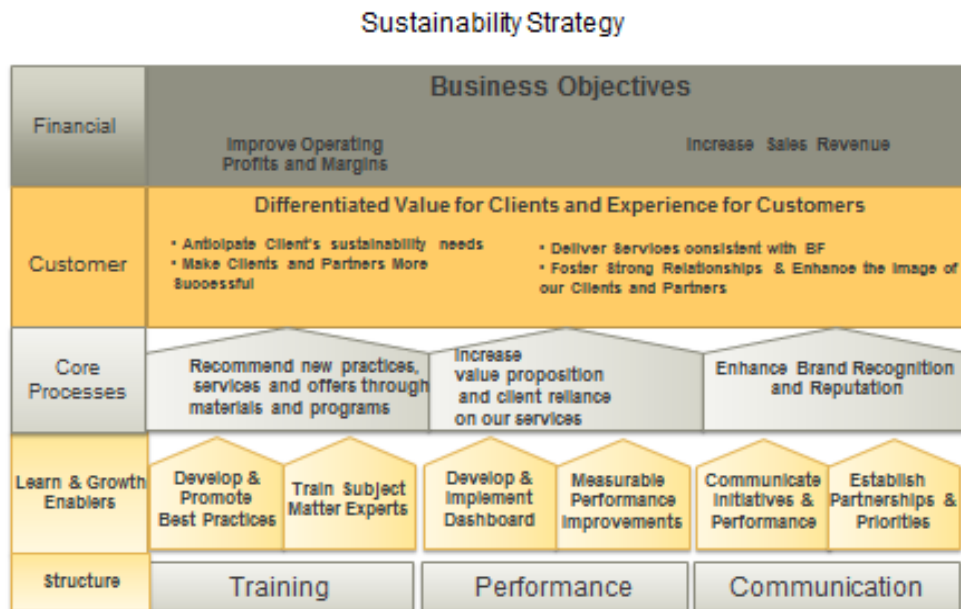 Sustainability Strategy
Financial
Business Objectives
Improve Operating
Profits and Margins
Increase Sales Revenue
Customer
Differentiated Value for Clients and Experience for Customers
• Anticipate Client's sustainability needs
• Make Clients and Partners More
Successful
• Deliver Services consistent with BF
• Foster Strong Relationships & Enhance the Image of
our Clients and Partners
Core
Processes
Recommend new practices,
services and offers through
materials and programs
Increase
value proposition
and client reliance
on our services
Enhance Brand Recognition
and Reputation
Learn & Growth
Enablers
Develop &
Promote
Best Practices
Train Subject
Matter Experts
Develop &
Implement
Dashboard
Measurable
Performance
Improvements
Communicate
Initiatives &
Performance
Establish
Partnerships &
Priorities
Structure
Training
Performance
Communication